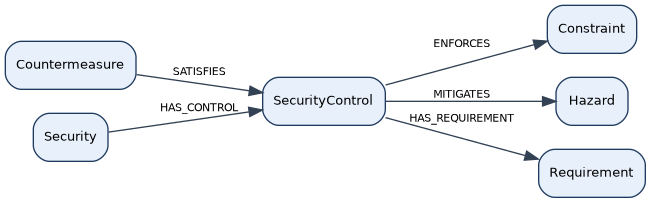 Constraint
ENFORCES
Countermeasure
SATISFIES
SecurityControl
MITIGATES
Hazard
HAS_CONTROL
HAS_REQUIREMENT
Security
Requirement